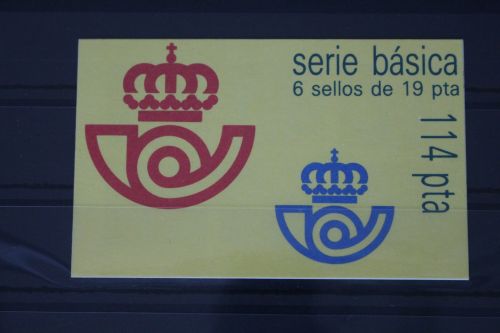 serie básica
6 sellos de 19 pta
114 pta